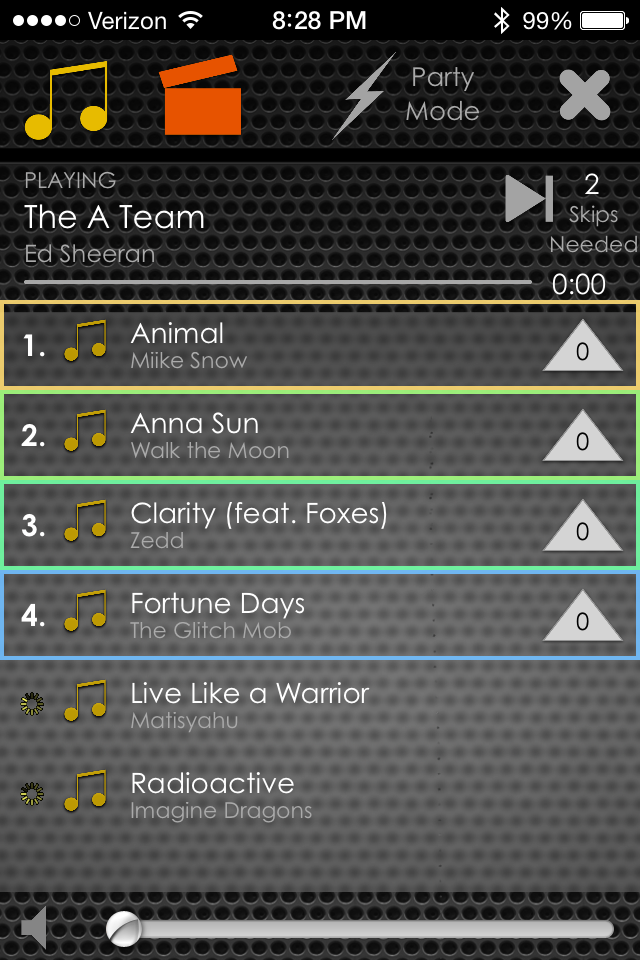 Verizon 8:28 PM 99%
Party
Mode
PLAYING
The A Team
Ed Sheeran
2
Skips
Needed
0:00
1. Animal 0
Miike Snow
2. Anna Sun 0
Walk the Moon
3. Clarity (feat. Foxes) 0
Zedd
4. Fortune Days 0
The Glitch Mob
Live Like a Warrior
Matisyahu
Radioactive
Imagine Dragons